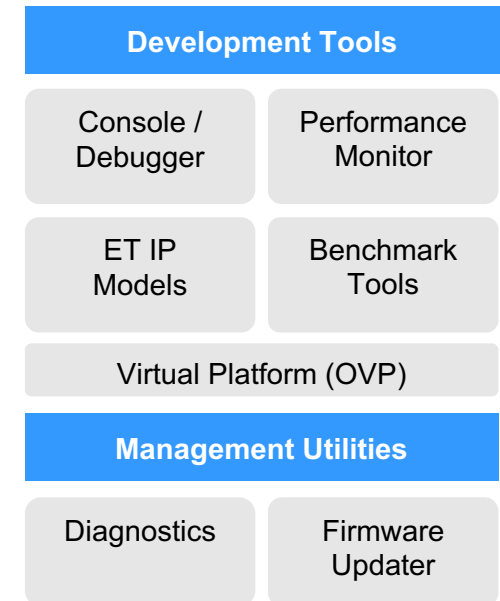 Development Tools
Console /
Debugger
Performance
Monitor
ET IP
Models
Benchmark
Tools
Virtual Platform (OVP)
Management Utilities
Diagnostics
Firmware
Updater